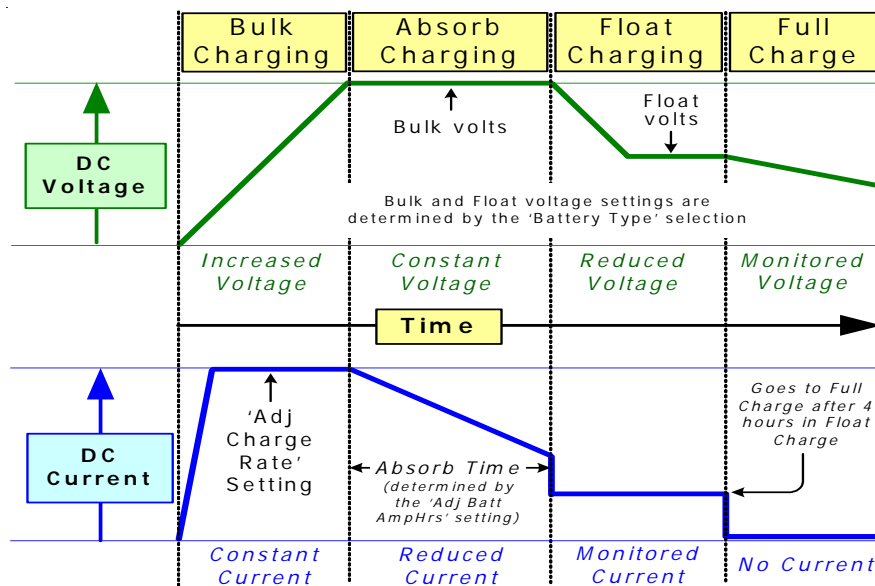 Bulk
Charging
Absorb
Charging
Float
Charging
Full
Charge
DC
Voltage
Bulk volts
Float
volts
Bulk and Float voltage settings are
determined by the ‘Battery Type’ selection
Increased
Voltage
Constant
Voltage
Reduced
Voltage
Monitored
Voltage
Time
DC
Current
‘Adj
Charge
Rate’
Setting
Absorb Time
(determined by
the ‘Adj Batt
AmpHrs’ setting)
Goes to Full
Charge after 4
hours in Float
Charge
Constant
Current
Reduced
Current
Monitored
Current
No Current